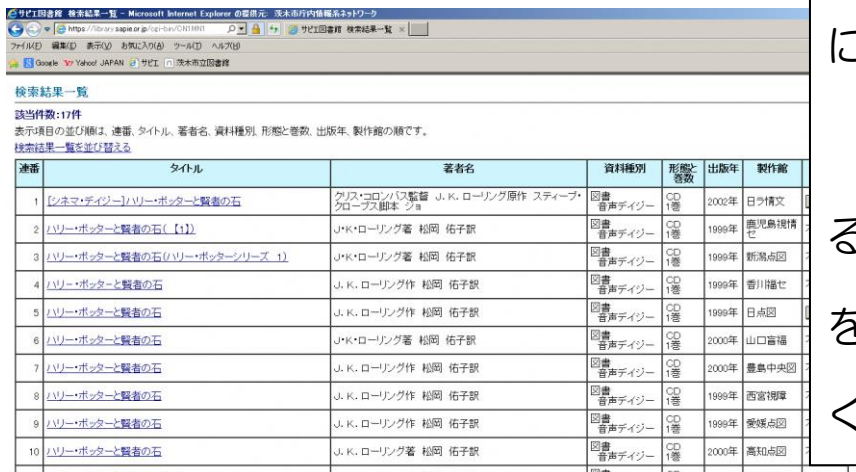 サピエ図書館 検索結果一覧 - Microsoft Internet Explorer の提供元: 茨木市庁内情報系ネットワーク
https://library.sapie.or.jp/cgi-bin/CN1MN1
サピエ図書館 検索結果一覧
ファイル(F) 編集(E) 表示(V) お気に入り(A) ツール(T) ヘルプ(H)
Google Yahoo! JAPAN サピエ 茨木市立図書館
検索結果一覧
該当件数:17件
表示項目の並び順は、連番、タイトル、著者名、資料種別、形態と巻数、出版年、製作館の順です。
検索結果一覧を並び替える
連番 タイトル 著者名 資料種別 形態と巻数 出版年 製作館
1 [シネマ・デイジー]ハリー・ポッターと賢者の石 クリス・コロンバス監督 J.K.ローリング原作 スティーブ・クローブス脚本 ジョ 図書 音声デイジー CD 1巻 2002年 日ラ情文
2 ハリー・ポッターと賢者の石(【1】) J・K・ローリング著 松岡 佑子訳 図書 音声デイジー CD 1巻 1999年 鹿児島視情セ
3 ハリー・ポッターと賢者の石(ハリー・ポッターシリーズ 1) J・K・ローリング著 松岡 佑子訳 図書 音声デイジー CD 1巻 1999年 新潟点図
4 ハリー・ポッターと賢者の石 J.K.ローリング作 松岡 佑子訳 図書 音声デイジー CD 1巻 1999年 香川福セ
5 ハリー・ポッターと賢者の石 J.K.ローリング作 松岡 佑子訳 図書 音声デイジー CD 1巻 1999年 日点図
6 ハリー・ポッターと賢者の石 J・K・ローリング著 松岡 佑子訳 図書 音声デイジー CD 1巻 2000年 山口盲福
7 ハリー・ポッターと賢者の石 J.K.ローリング作 松岡 佑子訳 図書 音声デイジー CD 1巻 2000年 豊島中央図
8 ハリー・ポッターと賢者の石 J.K.ローリング作 松岡 佑子訳 図書 音声デイジー CD 1巻 1999年 西宮視障
9 ハリー・ポッターと賢者の石 J.K.ローリング作 松岡 佑子訳 図書 音声デイジー CD 1巻 1999年 愛媛点図
10 ハリー・ポッターと賢者の石 J.K.ローリング著 松岡 佑子訳 図書 音声デイジー CD 1巻 2000年 高知点図
に
る
を
く